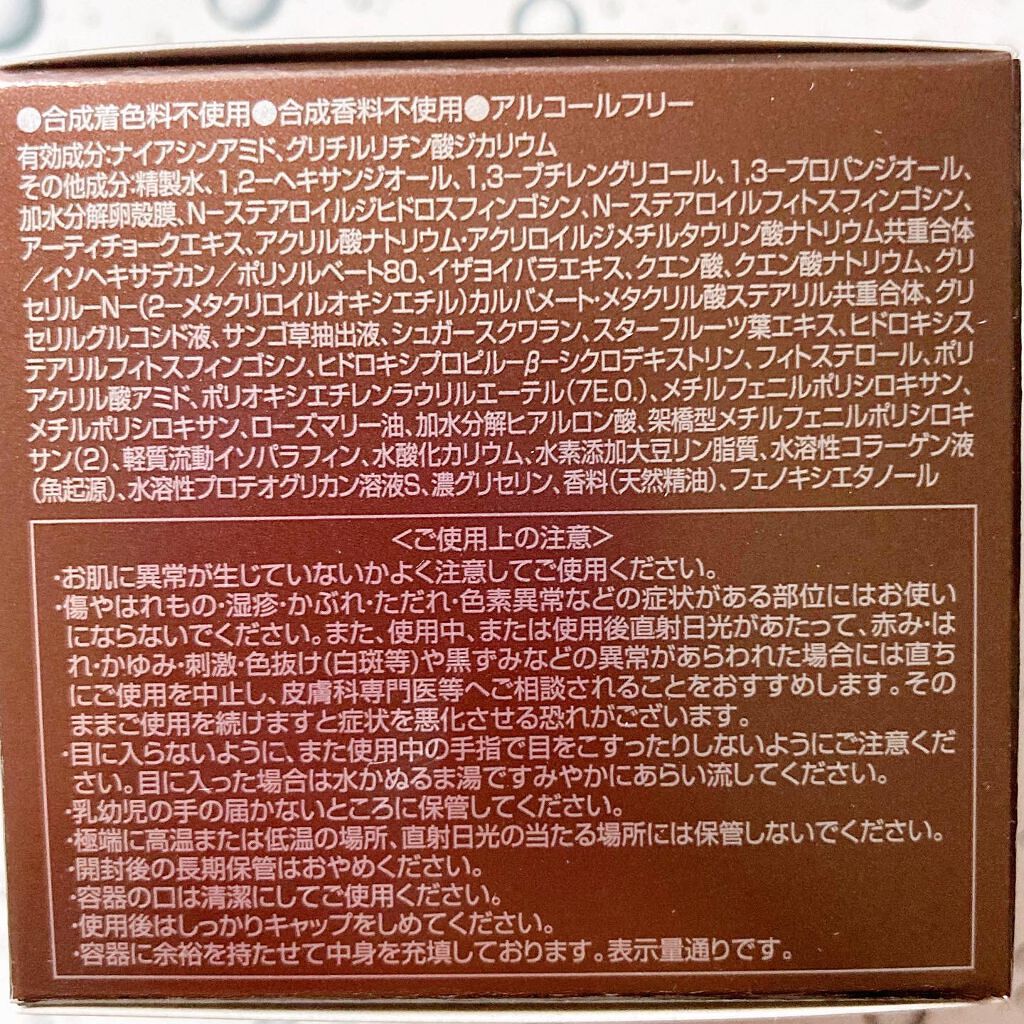 ●合成着色料不使用●合成香料不使用●アルコールフリー
有効成分:ナイアシンアミド、グリチルリチン酸ジカリウム
その他成分:精製水、1,2ーヘキサンジオール、1,3ーブチレングリコール、1,3ープロパンジオール、
加水分解卵殻膜、Nーステアロイルジヒドロスフィンゴシン、Nーステアロイルフィトスフィンゴシン、
アーティチョークエキス、アクリル酸ナトリウム・アクリロイルジメチルタウリン酸ナトリウム共重合体
/イソヘキサデカン/ポリソルベート80、イザヨイバラエキス、クエン酸、クエン酸ナトリウム、グリ
セリルーNー(2ーメタクリロイルオキシエチル)カルバメート・メタクリル酸ステアリル共重合体、グリ
セリルグルコシド液、サンゴ草抽出液、シュガースクワラン、スターフルーツ葉エキス、ヒドロキシス
テアリルフィトスフィンゴシン、ヒドロキシプロピルーβーシクロデキストリン、フィトステロール、ポリ
アクリル酸アミド、ポリオキシエチレンラウリルエーテル(7E.O.)、メチルフェニルポリシロキサン、
メチルポリシロキサン、ローズマリー油、加水分解ヒアルロン酸、架橋型メチルフェニルポリシロキ
サン(2)、軽質流動イソパラフィン、水酸化カリウム、水素添加大豆リン脂質、水溶性コラーゲン液
(魚起源)、水溶性プロテオグリカン溶液S、濃グリセリン、香料(天然精油)、フェノキシエタノール
<ご使用上の注意>
・お肌に異常が生じていないかよく注意してご使用ください。
・傷やはれもの・湿疹・かぶれ・ただれ・色素異常などの症状がある部位にはお使い
にならないでください。また、使用中、または使用後直射日光があたって、赤み・は
れ・かゆみ・刺激・色抜け(白斑等)や黒ずみなどの異常があらわれた場合には直ち
にご使用を中止し、皮膚科専門医等へご相談されることをおすすめします。その
ままご使用を続けますと症状を悪化させる恐れがございます。
・目に入らないように、また使用中の手指で目をこすったりしないようにご注意くだ
さい。目に入った場合は水かぬるま湯ですみやかにあらい流してください。
・乳幼児の手の届かないところに保管してください。
・極端に高温または低温の場所、直射日光の当たる場所には保管しないでください。
・開封後の長期保管はおやめください。
・容器の口は清潔にしてご使用ください。
・使用後はしっかりキャップをしめてください。
・容器に余裕を持たせて中身を充填しております。表示量通りです。